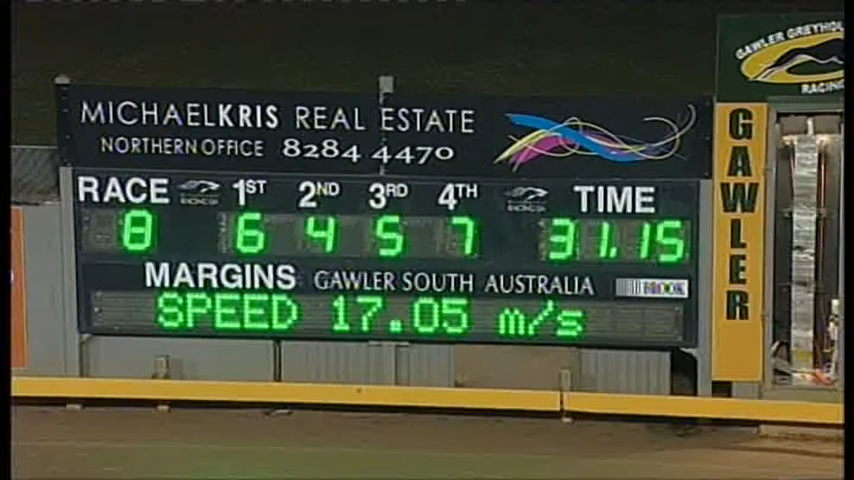 GAWLER GREYHOUND
RACING
MICHAELKRIS REAL ESTATE
NORTHERN OFFICE 8284 4470
RACE 1ST 2ND 3RD 4TH TIME
8 6 4 5 7 31.15
MARGINS GAWLER SOUTH AUSTRALIA BROOK
SPEED 17.05 m/s
GAWLER